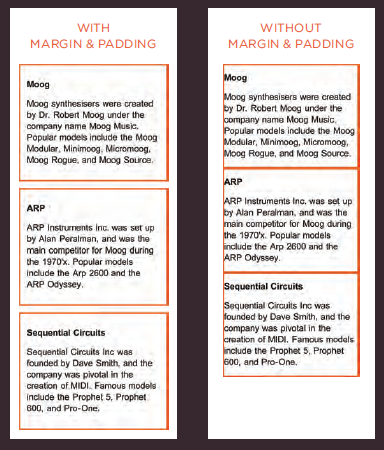 WITH
MARGIN & PADDING
Moog
Moog synthesisers were created
by Dr. Robert Moog under the
company name Moog Music.
Popular models include the Moog
Modular, Minimoog, Micromoog,
Moog Rogue, and Moog Source.
ARP
ARP Instruments Inc. was set up
by Alan Peralman, and was the
main competitor for Moog during
the 1970's. Popular models
include the Arp 2600 and the
ARP Odyssey.
Sequential Circuits
Sequential Circuits Inc was
founded by Dave Smith, and the
company was pivotal in the
creation of MIDI. Famous models
include the Prophet 5, Prophet
600, and Pro-One.
WITHOUT
MARGIN & PADDING
Moog
Moog synthesisers were created
by Dr. Robert Moog under the
company name Moog Music.
Popular models include the Moog
Modular, Minimoog, Micromoog,
Moog Rogue, and Moog Source.
ARP
ARP Instruments Inc. was set up
by Alan Peralman, and was the
main competitor for Moog during
the 1970's. Popular models
include the Arp 2600 and the
ARP Odyssey.
Sequential Circuits
Sequential Circuits Inc was
founded by Dave Smith, and the
company was pivotal in the
creation of MIDI. Famous models
include the Prophet 5, Prophet
600, and Pro-One.